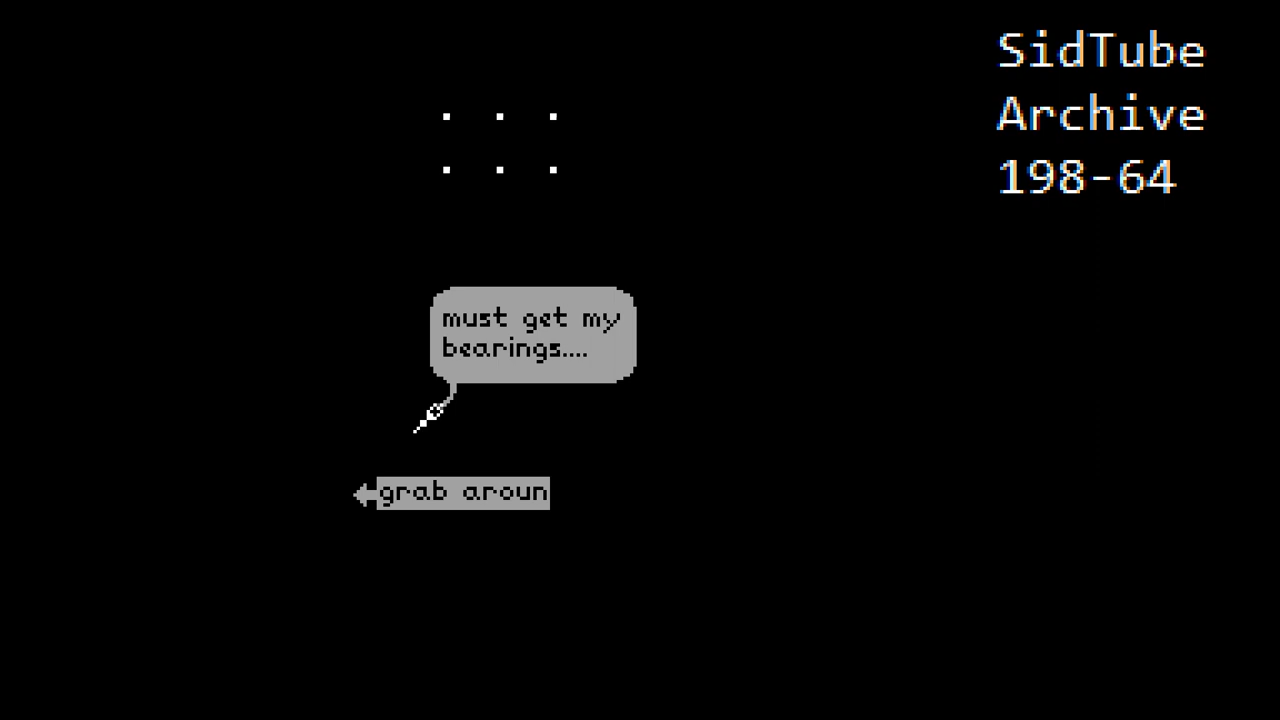 SidTube
Archive
198-64
must get my
bearings....
grab aroun